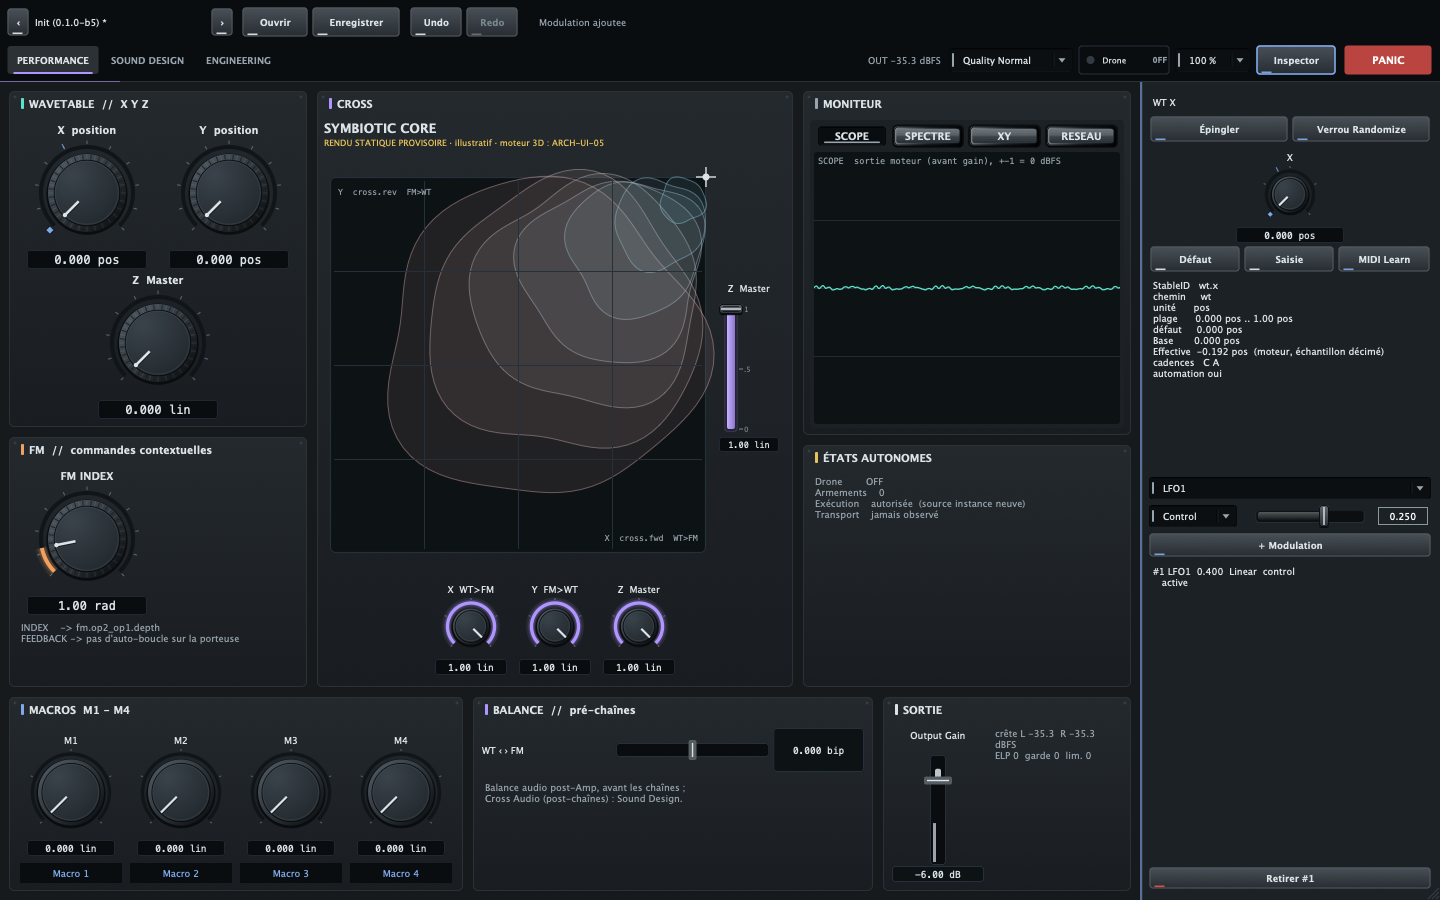 ‹ Init (0.1.0-b5) * › Ouvrir Enregistrer Undo Redo Modulation ajoutee
PERFORMANCE SOUND DESIGN ENGINEERING OUT −35.3 dBFS Quality Normal Drone OFF 100 % Inspector PANIC
WAVETABLE // X Y Z
X position Y position
0.000 pos 0.000 pos
Z Master
0.000 lin
FM // commandes contextuelles
FM INDEX
1.00 rad
INDEX -> fm.op2_op1.depth
FEEDBACK -> pas d'auto-boucle sur la porteuse
CROSS
SYMBIOTIC CORE
RENDU STATIQUE PROVISOIRE · illustratif · moteur 3D : ARCH-UI-05
Y cross.rev FM>WT
X cross.fwd WT>FM
Z Master
1
.5
0
1.00 lin
X WT>FM Y FM>WT Z Master
1.00 lin 1.00 lin 1.00 lin
MONITEUR
SCOPE SPECTRE XY RESEAU
SCOPE sortie moteur (avant gain), +−1 = 0 dBFS
ÉTATS AUTONOMES
Drone OFF
Armements 0
Exécution autorisée (source instance neuve)
Transport jamais observé
MACROS M1 – M4
M1 M2 M3 M4
0.000 lin 0.000 lin 0.000 lin 0.000 lin
Macro 1 Macro 2 Macro 3 Macro 4
BALANCE // pré-chaînes
WT ‹ › FM 0.000 bip
Balance audio post-Amp, avant les chaînes ;
Cross Audio (post-chaînes) : Sound Design.
SORTIE
Output Gain
crête L −35.3 R −35.3
dBFS
ELP 0 garde 0 lim. 0
−6.00 dB
WT X
Épingler Verrou Randomize
X
0.000 pos
Défaut Saisie MIDI Learn
StableID wt.x
chemin wt
unité pos
plage 0.000 pos .. 1.00 pos
défaut 0.000 pos
Base 0.000 pos
Effective −0.192 pos (moteur, échantillon décimé)
cadences C A
automation oui
LFO1
Control 0.250
+ Modulation
#1 LFO1 0.400 Linear control
active
Retirer #1